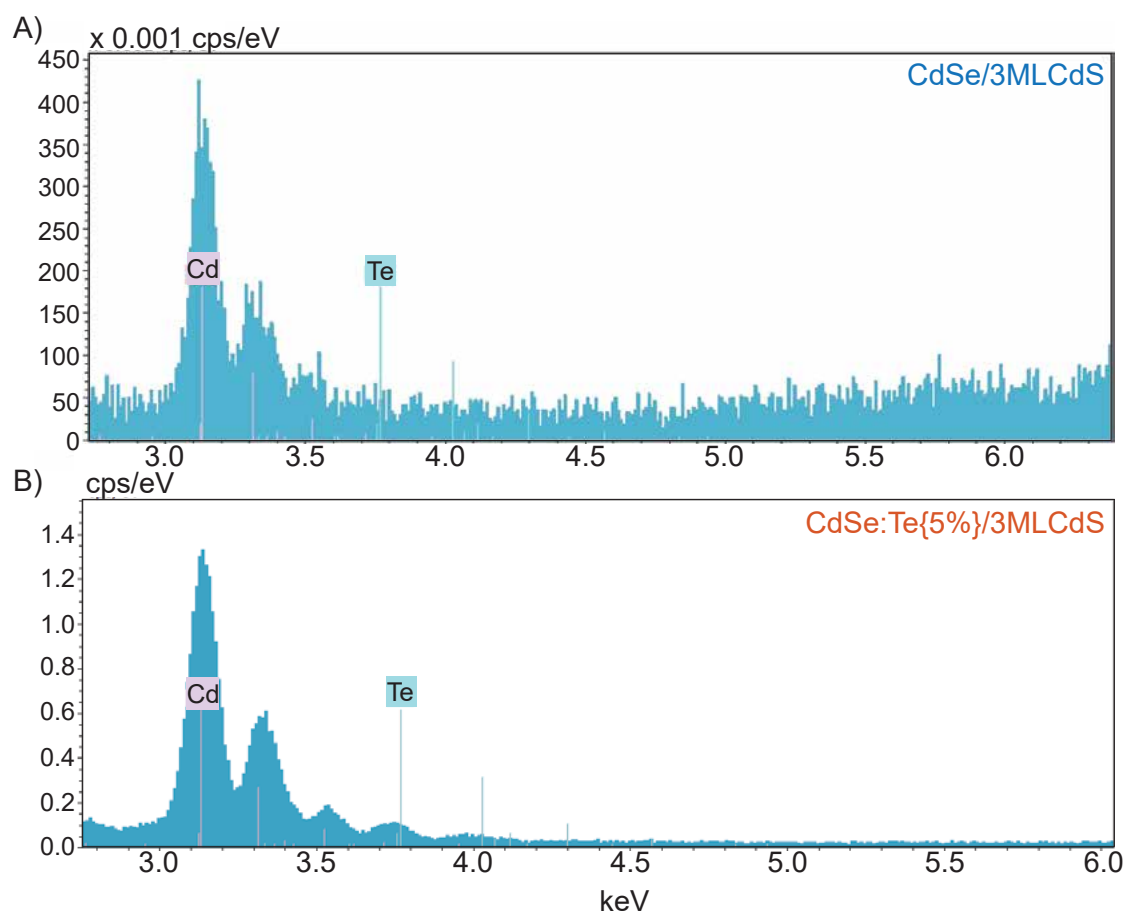 A)
x 0.001 cps/eV
CdSe/3MLCdS
450
400
350
300
250
200
150
100
50
0
Cd
Te
3.0 3.5 4.0 4.5 5.0 5.5 6.0
B)
cps/eV
CdSe:Te{5%}/3MLCdS
1.4
1.2
1.0
0.8
0.6
0.4
0.2
0.0
Cd
Te
3.0 3.5 4.0 4.5 5.0 5.5 6.0
keV